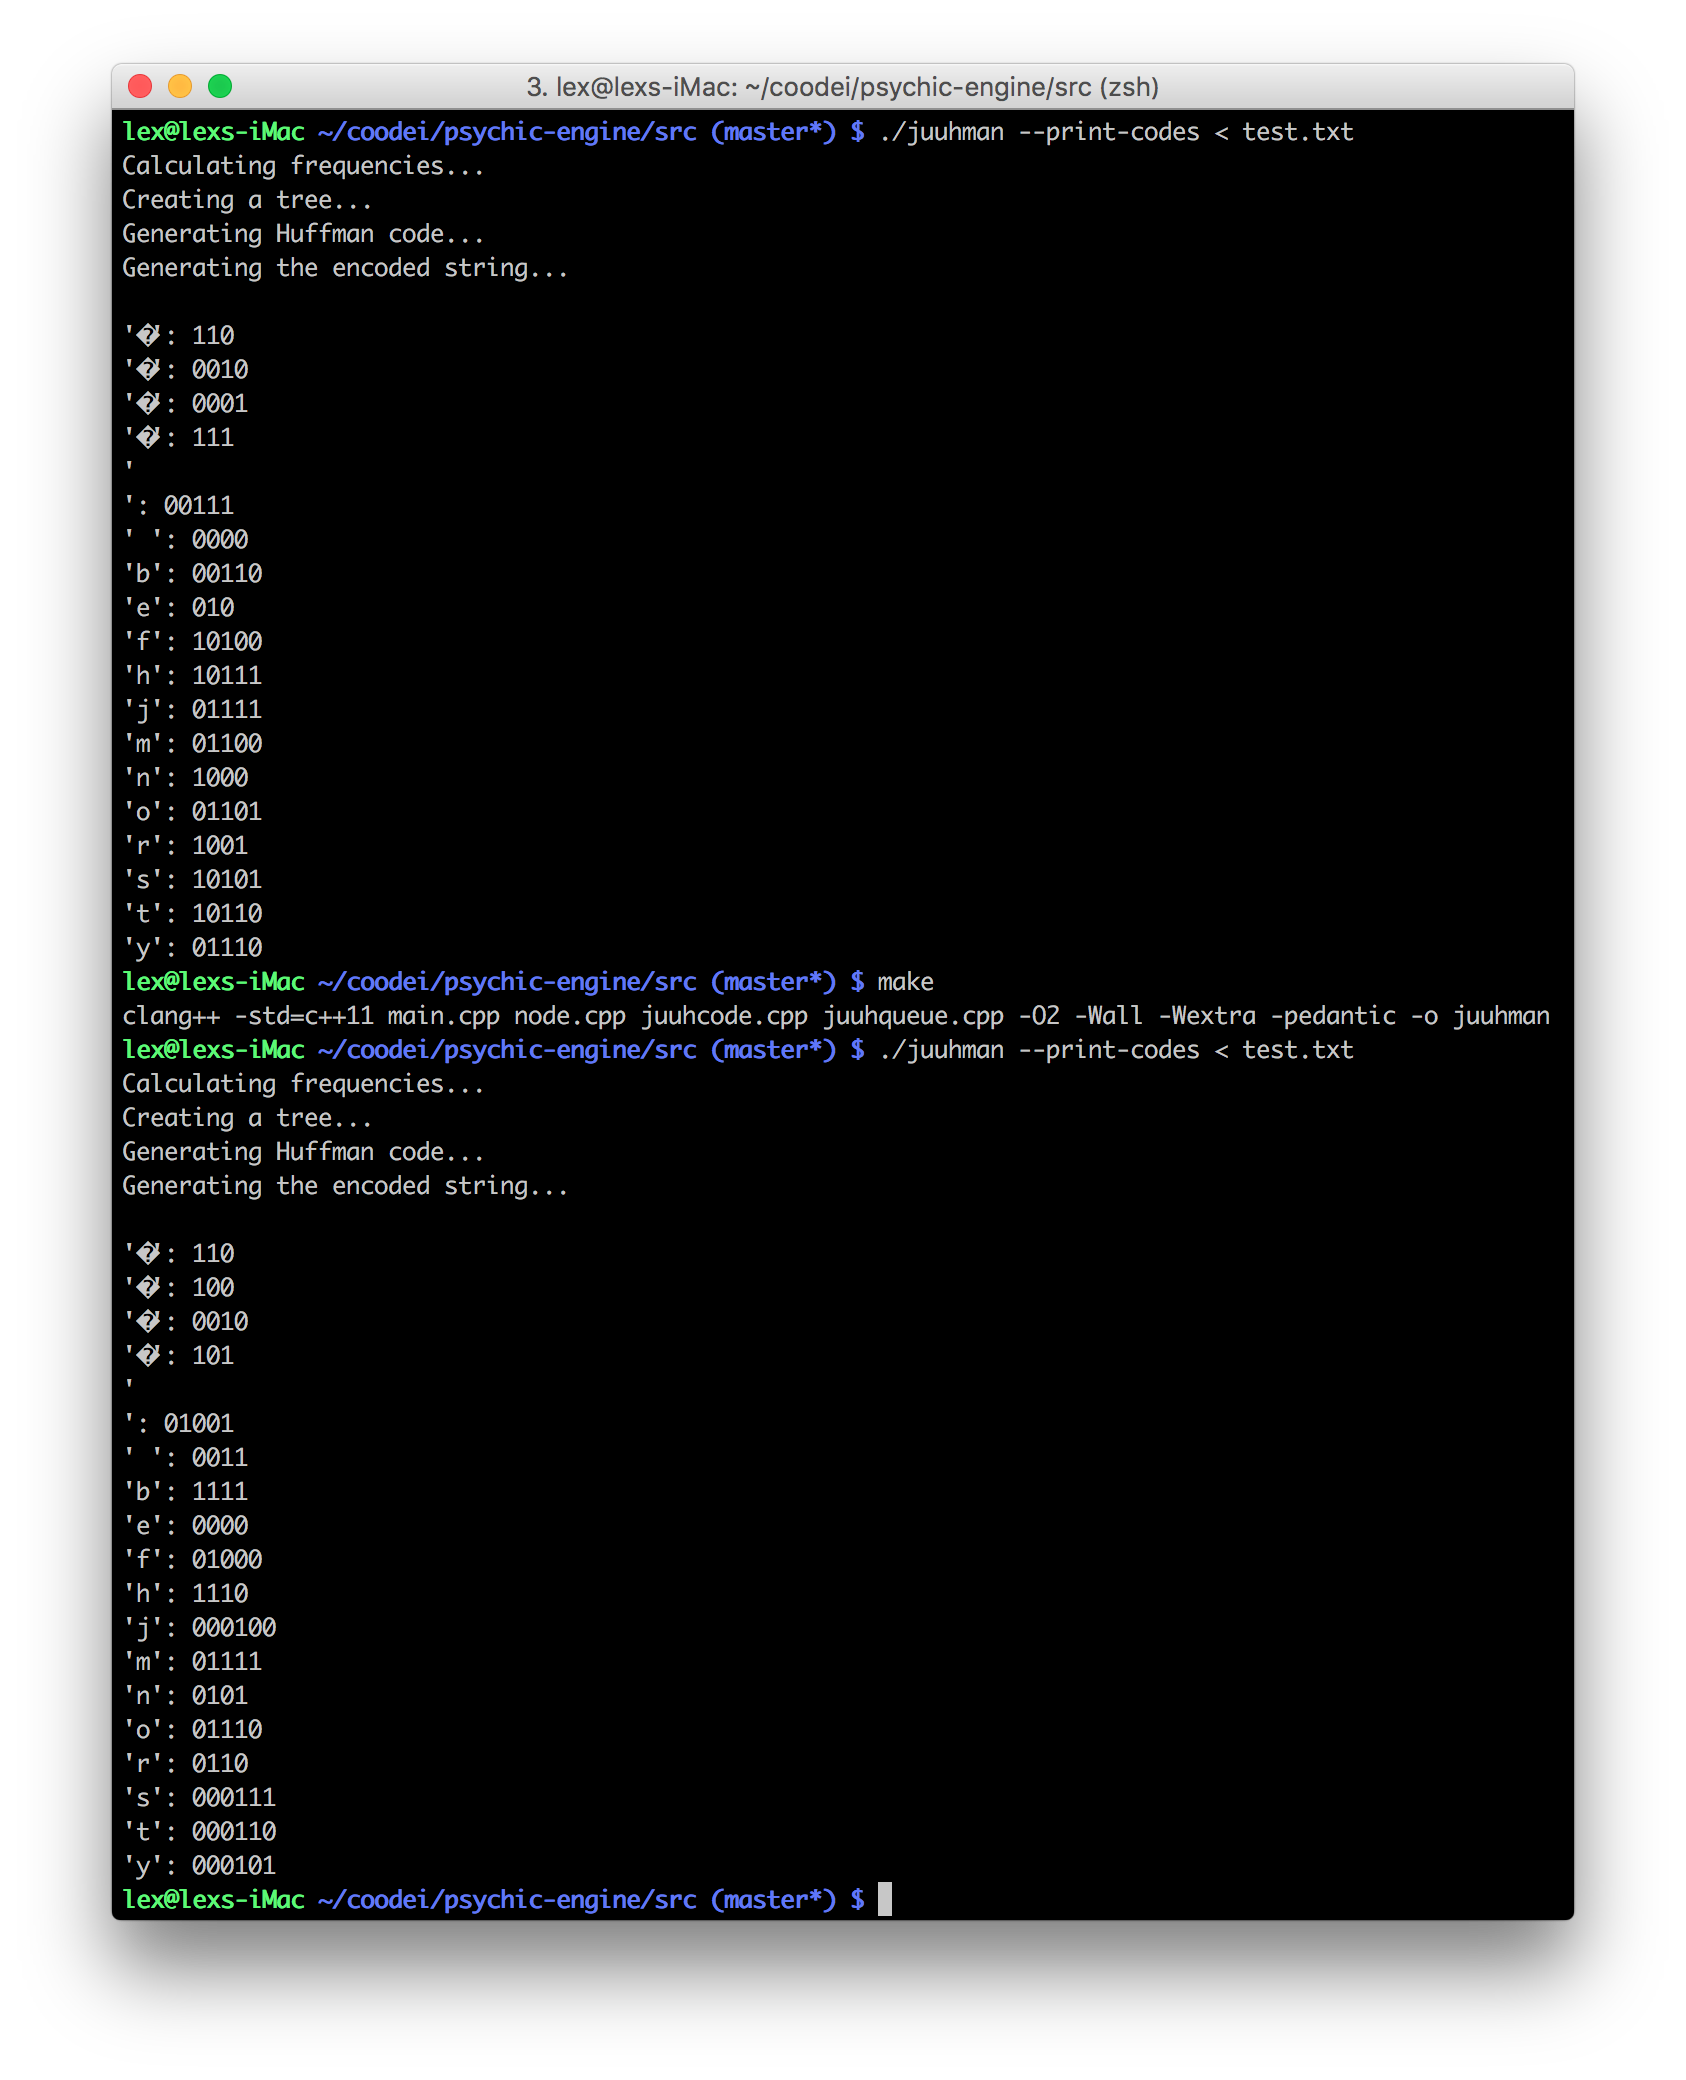 3. lex@lexs-iMac: ~/coodei/psychic-engine/src (zsh)
lex@lexs-iMac ~/coodei/psychic-engine/src (master*) $ ./juuhman --print-codes < test.txt
Calculating frequencies...
Creating a tree...
Generating Huffman code...
Generating the encoded string...
'�': 110
'�': 0010
'�': 0001
'�': 111
'
': 00111
' ': 0000
'b': 00110
'e': 010
'f': 10100
'h': 10111
'j': 01111
'm': 01100
'n': 1000
'o': 01101
'r': 1001
's': 10101
't': 10110
'y': 01110
lex@lexs-iMac ~/coodei/psychic-engine/src (master*) $ make
clang++ -std=c++11 main.cpp node.cpp juuhcode.cpp juuhqueue.cpp -O2 -Wall -Wextra -pedantic -o juuhman
lex@lexs-iMac ~/coodei/psychic-engine/src (master*) $ ./juuhman --print-codes < test.txt
Calculating frequencies...
Creating a tree...
Generating Huffman code...
Generating the encoded string...
'�': 110
'�': 100
'�': 0010
'�': 101
'
': 01001
' ': 0011
'b': 1111
'e': 0000
'f': 01000
'h': 1110
'j': 000100
'm': 01111
'n': 0101
'o': 01110
'r': 0110
's': 000111
't': 000110
'y': 000101
lex@lexs-iMac ~/coodei/psychic-engine/src (master*) $